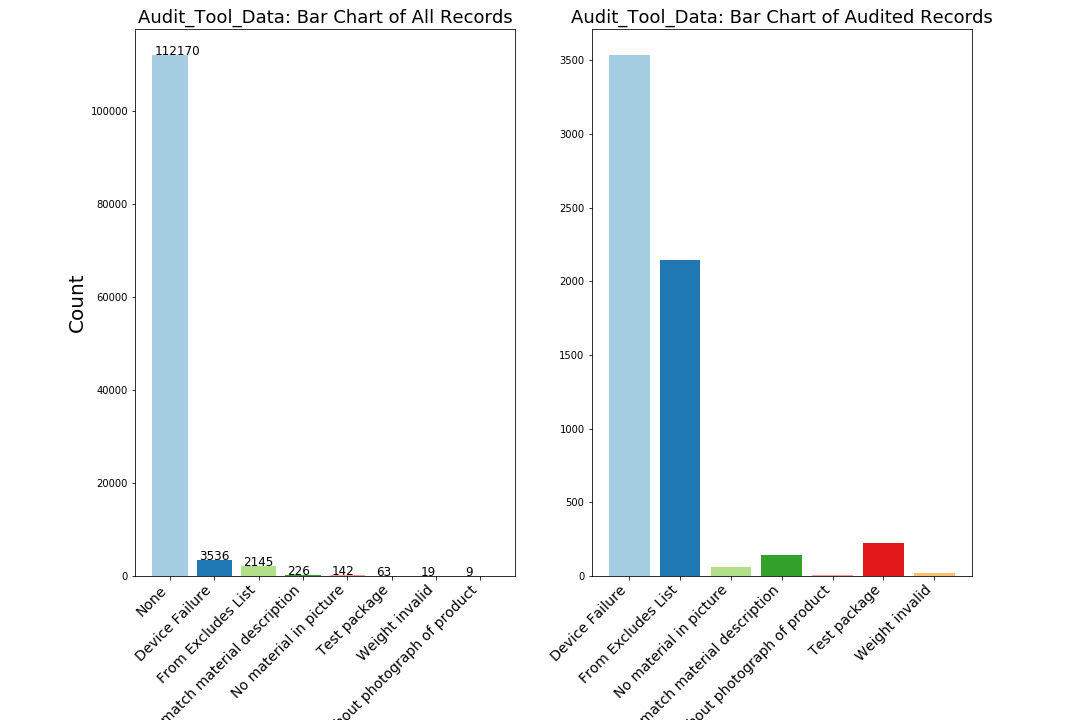 Audit_Tool_Data: Bar Chart of All Records
Count
100000
80000
60000
40000
20000
0
112170
3536
2145
226
142
63
19
9
None
Device Failure
From Excludes List
match material description
No material in picture
Test package
Weight invalid
photograph of product
Audit_Tool_Data: Bar Chart of Audited Records
3500
3000
2500
2000
1500
1000
500
0
Device Failure
From Excludes List
No material in picture
match material description
photograph of product
Test package
Weight invalid